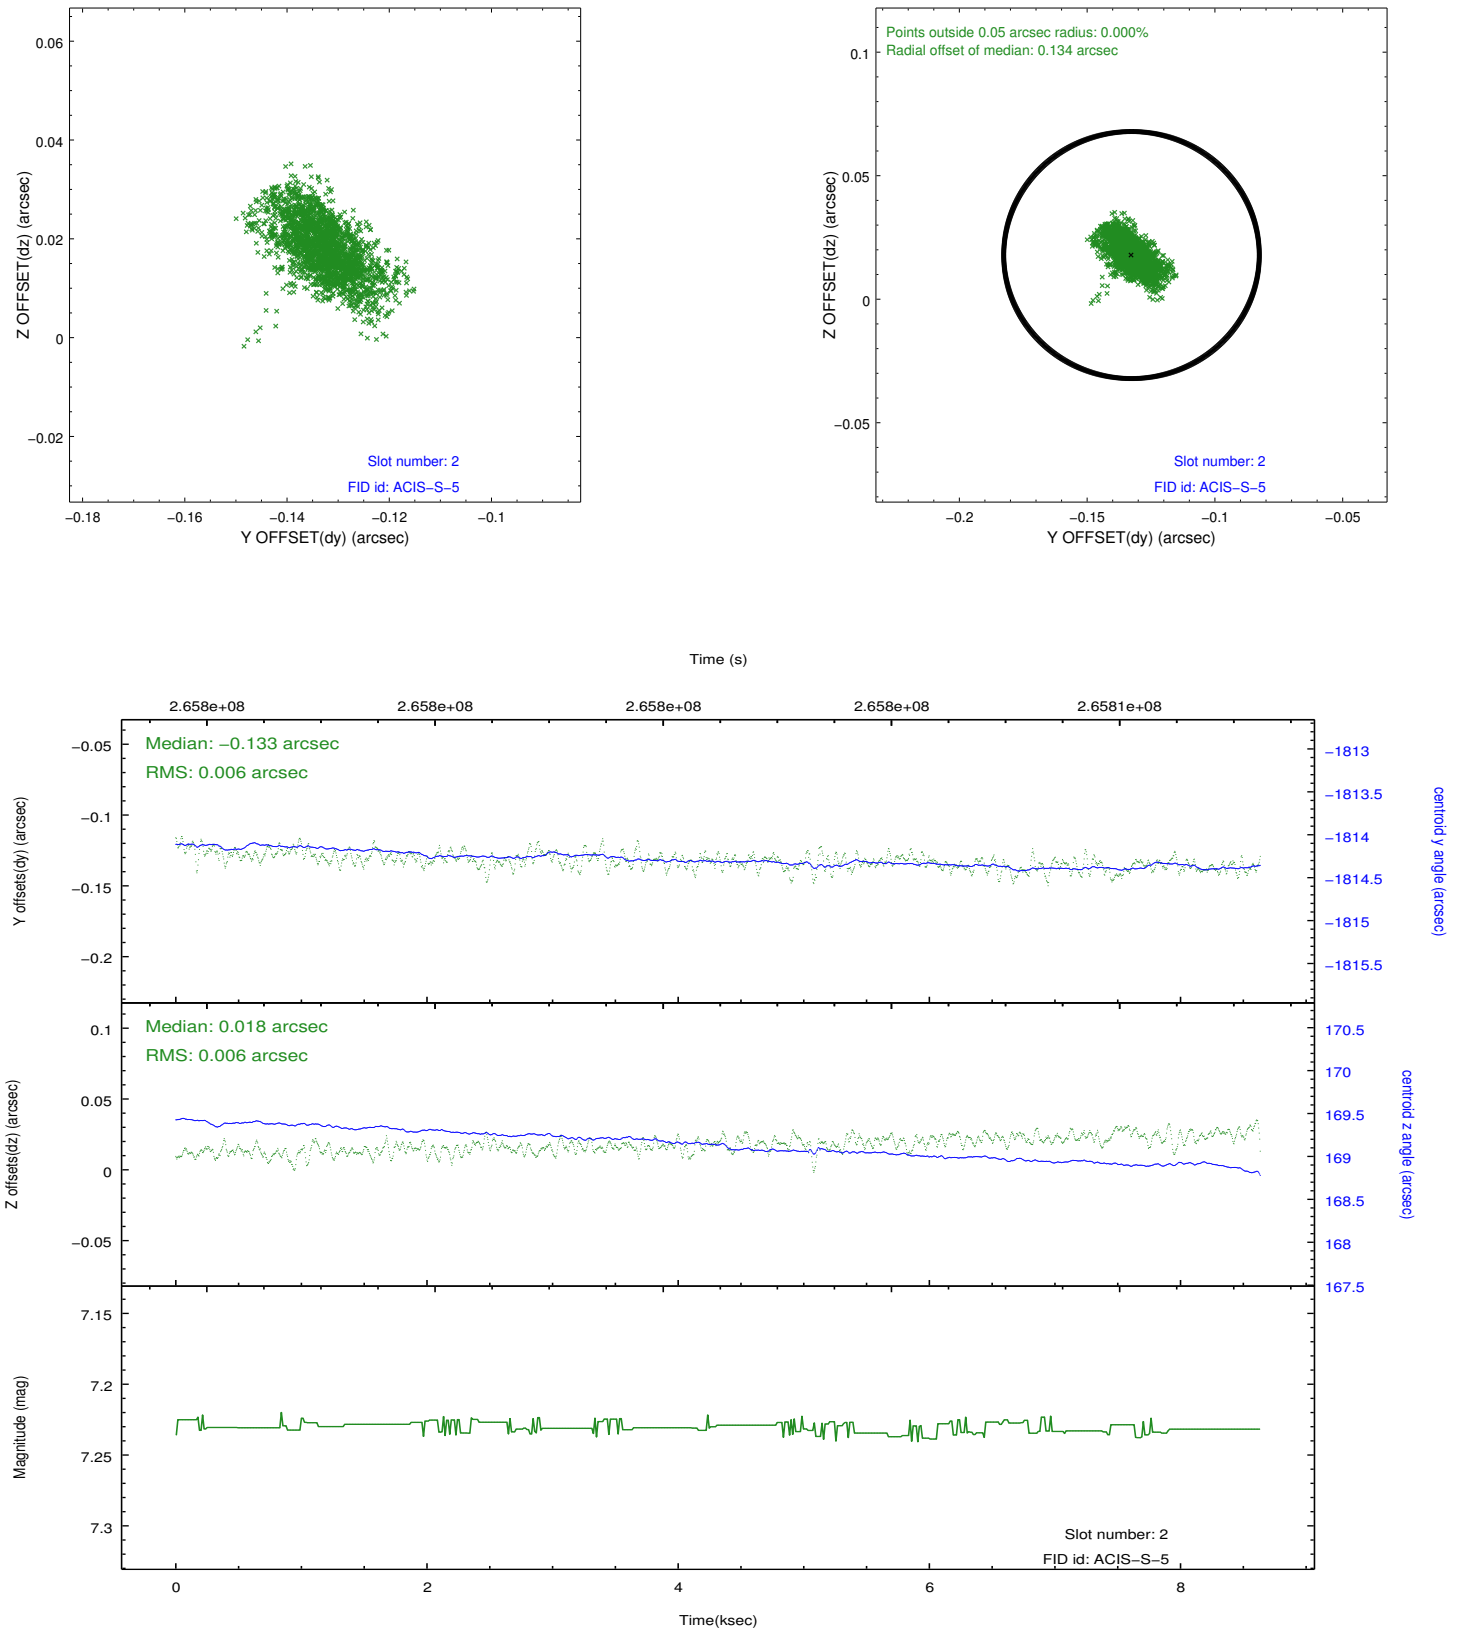 0.06
0.04
0.02
0
−0.02
Z OFFSET(dz) (arcsec)
Slot number: 2
FID id: ACIS−S−5
−0.18
−0.16
−0.14
−0.12
−0.1
Y OFFSET(dy) (arcsec)
Points outside 0.05 arcsec radius: 0.000%
Radial offset of median: 0.134 arcsec
0.1
0.05
0
−0.05
Z OFFSET(dz) (arcsec)
Slot number: 2
FID id: ACIS−S−5
−0.2
−0.15
−0.1
−0.05
Y OFFSET(dy) (arcsec)
Time (s)
2.658e+08
2.658e+08
2.658e+08
2.658e+08
2.6581e+08
Median: −0.133 arcsec
RMS: 0.006 arcsec
−0.05
−0.1
−0.15
−0.2
Y offsets(dy) (arcsec)
−1813
−1813.5
−1814
−1814.5
−1815
−1815.5
centroid y angle (arcsec)
Median: 0.018 arcsec
RMS: 0.006 arcsec
0.1
0.05
0
−0.05
Z offsets(dz) (arcsec)
170.5
170
169.5
169
168.5
168
167.5
centroid z angle (arcsec)
7.15
7.2
7.25
7.3
Magnitude (mag)
Slot number: 2
FID id: ACIS−S−5
0
2
4
6
8
Time(ksec)